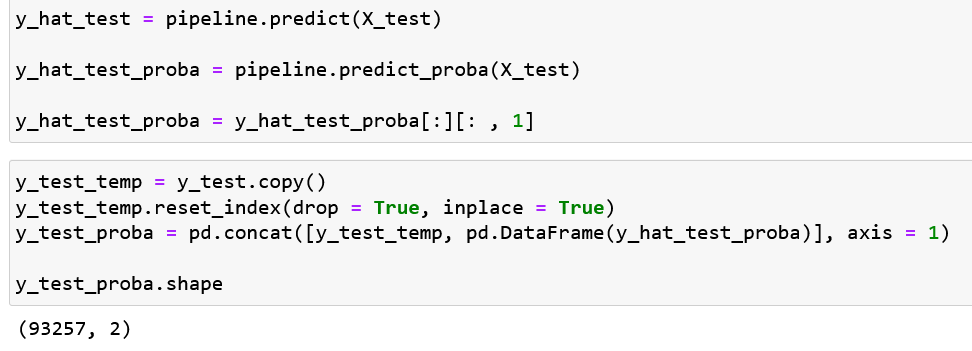 y_hat_test = pipeline.predict(X_test)
y_hat_test_proba = pipeline.predict_proba(X_test)
y_hat_test_proba = y_hat_test_proba[:][: , 1]
y_test_temp = y_test.copy()
y_test_temp.reset_index(drop = True, inplace = True)
y_test_proba = pd.concat([y_test_temp, pd.DataFrame(y_hat_test_proba)], axis = 1)
y_test_proba.shape
(93257, 2)